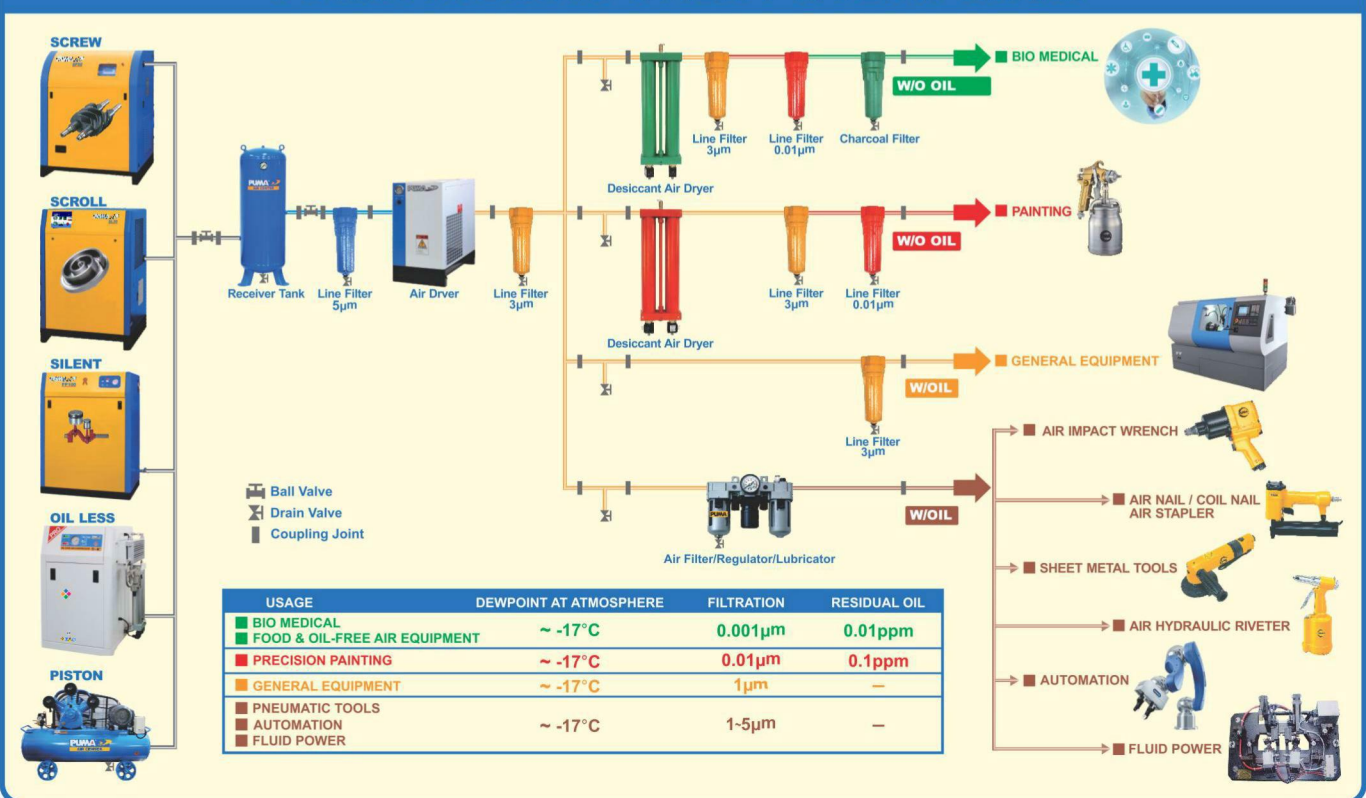 SCREW
SCROLL
SILENT
OIL LESS
PISTON
PUMA
PUMA
Receiver Tank
Line Filter
5µm
Air Drver
Line Filter
3µm
Desiccant Air Dryer
Line Filter
3µm
Line Filter
0.01µm
Charcoal Filter
W/O OIL
BIO MEDICAL
Desiccant Air Dryer
Line Filter
3µm
Line Filter
0.01µm
W/O OIL
PAINTING
Line Filter
3µm
W/OIL
GENERAL EQUIPMENT
PUMA
Air Filter/Regulator/Lubricator
W/OIL
AIR IMPACT WRENCH
AIR NAIL / COIL NAIL
AIR STAPLER
SHEET METAL TOOLS
AIR HYDRAULIC RIVETER
AUTOMATION
FLUID POWER
Ball Valve
Drain Valve
Coupling Joint
USAGE DEWPOINT AT ATMOSPHERE FILTRATION RESIDUAL OIL
BIO MEDICAL
FOOD & OIL-FREE AIR EQUIPMENT ~ -17°C 0.001µm 0.01ppm
PRECISION PAINTING ~ -17°C 0.01µm 0.1ppm
GENERAL EQUIPMENT ~ -17°C 1µm –
PNEUMATIC TOOLS
AUTOMATION ~ -17°C 1~5µm –
FLUID POWER